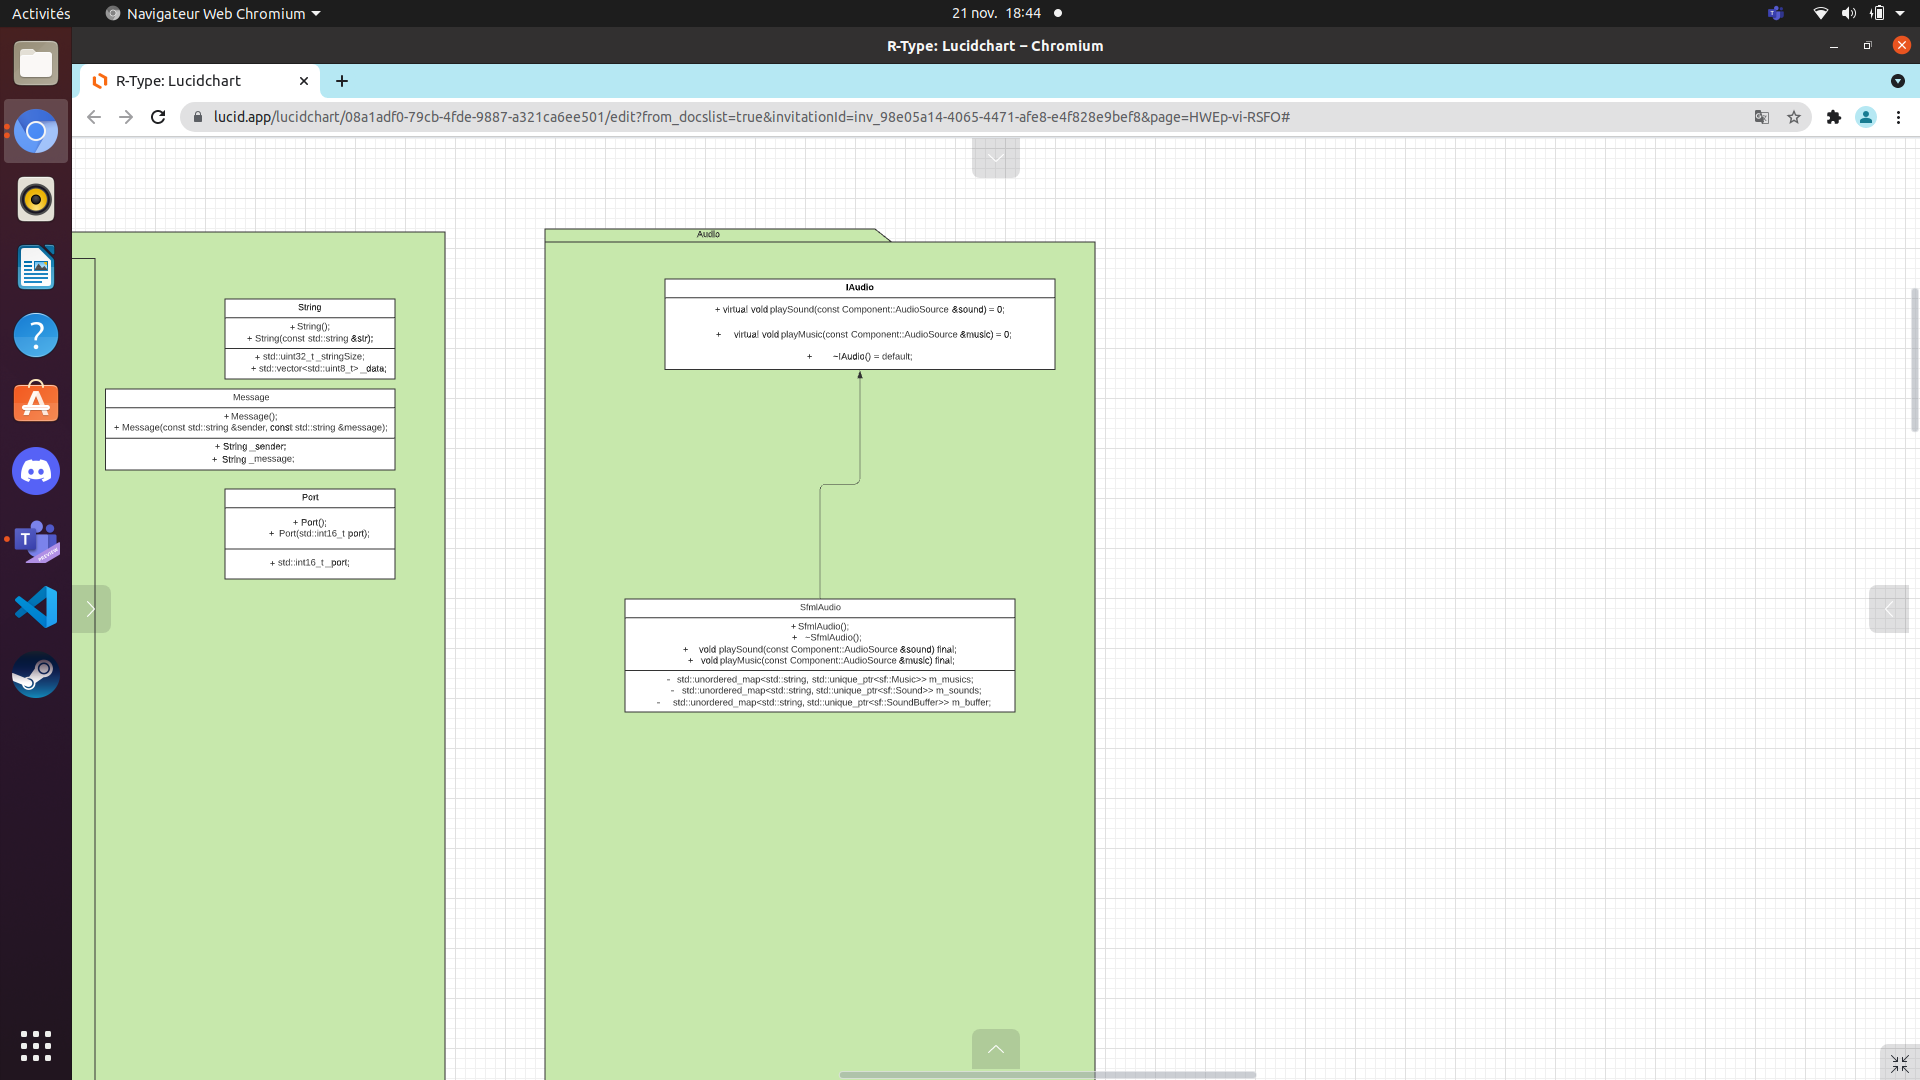 Activités
Navigateur Web Chromium
21 nov. 18:44
R-Type: Lucidchart – Chromium
R-Type: Lucidchart
lucid.app/lucidchart/08a1adf0-79cb-4fde-9887-a321ca6ee501/edit?from_docslist=true&invitationId=inv_98e05a14-4065-4471-afe8-e4f828e9bef8&page=HWEp-vi-RSFO#
String
+ String();
+ String(const std::string &str);
+ std::uint32_t _stringSize;
+ std::vector<std::uint8_t> _data;
Message
+ Message();
+ Message(const std::string &sender, const std::string &message);
+ String _sender;
+ String _message;
Port
+ Port();
+ Port(std::int16_t port);
+ std::int16_t _port;
Audio
IAudio
+ virtual void playSound(const Component::AudioSource &sound) = 0;
+ virtual void playMusic(const Component::AudioSource &music) = 0;
+ ~IAudio() = default;
SfmlAudio
+ SfmlAudio();
+ ~SfmlAudio();
+ void playSound(const Component::AudioSource &sound) final;
+ void playMusic(const Component::AudioSource &music) final;
- std::unordered_map<std::string, std::unique_ptr<sf::Music>> m_musics;
- std::unordered_map<std::string, std::unique_ptr<sf::Sound>> m_sounds;
- std::unordered_map<std::string, std::unique_ptr<sf::SoundBuffer>> m_buffer;